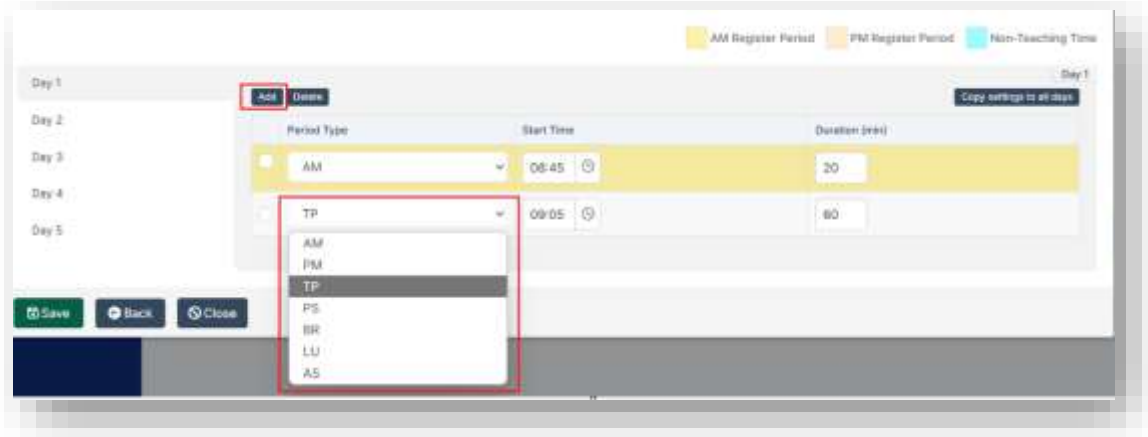 AM Register Period PM Register Period Non-Teaching Time
Day 1
Day 1
Add Delete Copy settings to all days
Day 2
Period Type Start Time Duration (min)
Day 3
AM 08:45 20
Day 4
TP 09:05 60
Day 5
AM
PM
TP
PS
BR
LU
AS
Save Back Close